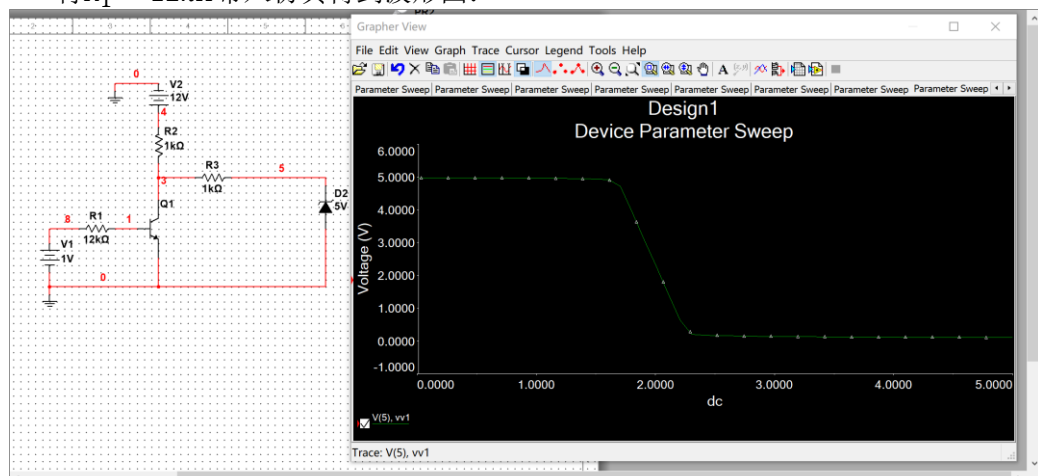 Grapher View
File Edit View Graph Trace Cursor Legend Tools Help
Parameter Sweep Parameter Sweep Parameter Sweep Parameter Sweep Parameter Sweep Parameter Sweep Parameter Sweep Parameter Sweep
Design1
Device Parameter Sweep
6.0000
5.0000
4.0000
3.0000
2.0000
1.0000
0.0000
-1.0000
Voltage (V)
0.0000 1.0000 2.0000 3.0000 4.0000 5.0000
dc
V(5), vv1
Trace: V(5), vv1
0
V2
12V
4
R2
1kΩ
R3
1kΩ
5
3
D2
5V
Q1
8
R1
12kΩ
1
V1
1V
0